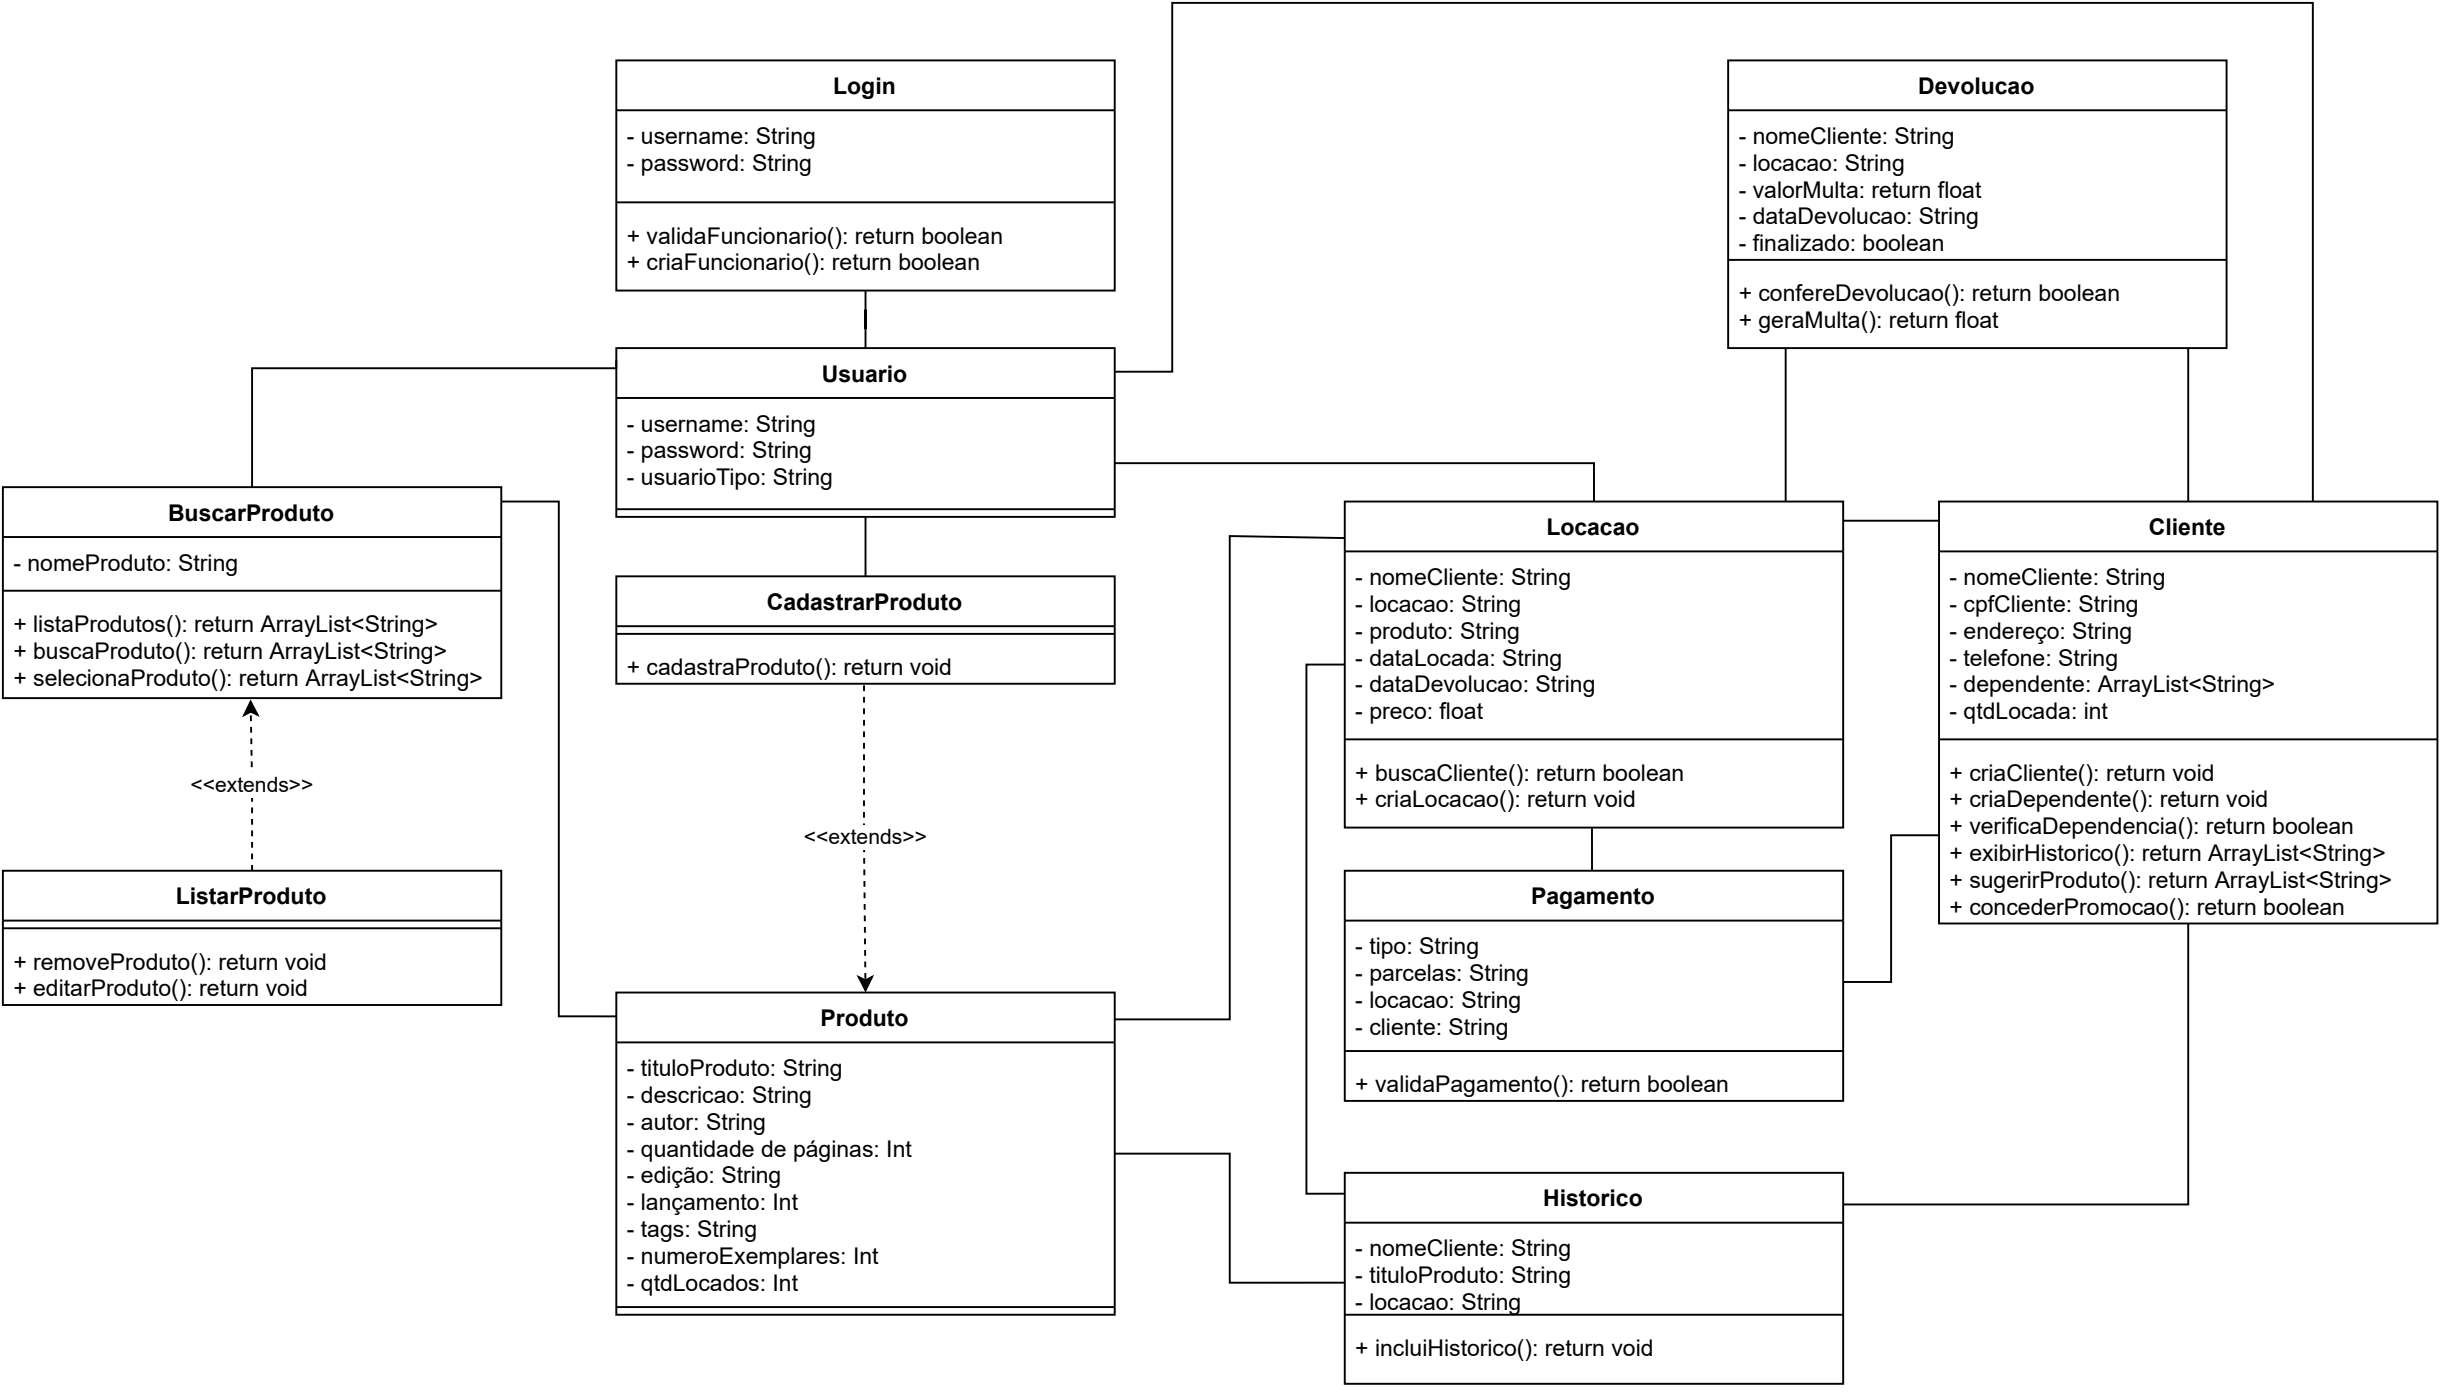 Login
- username: String
- password: String
+ validaFuncionario(): return boolean
+ criaFuncionario(): return boolean
Devolucao
- nomeCliente: String
- locacao: String
- valorMulta: return float
- dataDevolucao: String
- finalizado: boolean
+ confereDevolucao(): return boolean
+ geraMulta(): return float
Usuario
- username: String
- password: String
- usuarioTipo: String
BuscarProduto
- nomeProduto: String
+ listaProdutos(): return ArrayList<String>
+ buscaProduto(): return ArrayList<String>
+ selecionaProduto(): return ArrayList<String>
CadastrarProduto
+ cadastraProduto(): return void
Locacao
- nomeCliente: String
- locacao: String
- produto: String
- dataLocada: String
- dataDevolucao: String
- preco: float
+ buscaCliente(): return boolean
+ criaLocacao(): return void
Cliente
- nomeCliente: String
- cpfCliente: String
- endereço: String
- telefone: String
- dependente: ArrayList<String>
- qtdLocada: int
+ criaCliente(): return void
+ criaDependente(): return void
+ verificaDependencia(): return boolean
+ exibirHistorico(): return ArrayList<String>
+ sugerirProduto(): return ArrayList<String>
+ concederPromocao(): return boolean
<<extends>>
<<extends>>
ListarProduto
+ removeProduto(): return void
+ editarProduto(): return void
Pagamento
- tipo: String
- parcelas: String
- locacao: String
- cliente: String
+ validaPagamento(): return boolean
Produto
- tituloProduto: String
- descricao: String
- autor: String
- quantidade de páginas: Int
- edição: String
- lançamento: Int
- tags: String
- numeroExemplares: Int
- qtdLocados: Int
Historico
- nomeCliente: String
- tituloProduto: String
- locacao: String
+ incluiHistorico(): return void